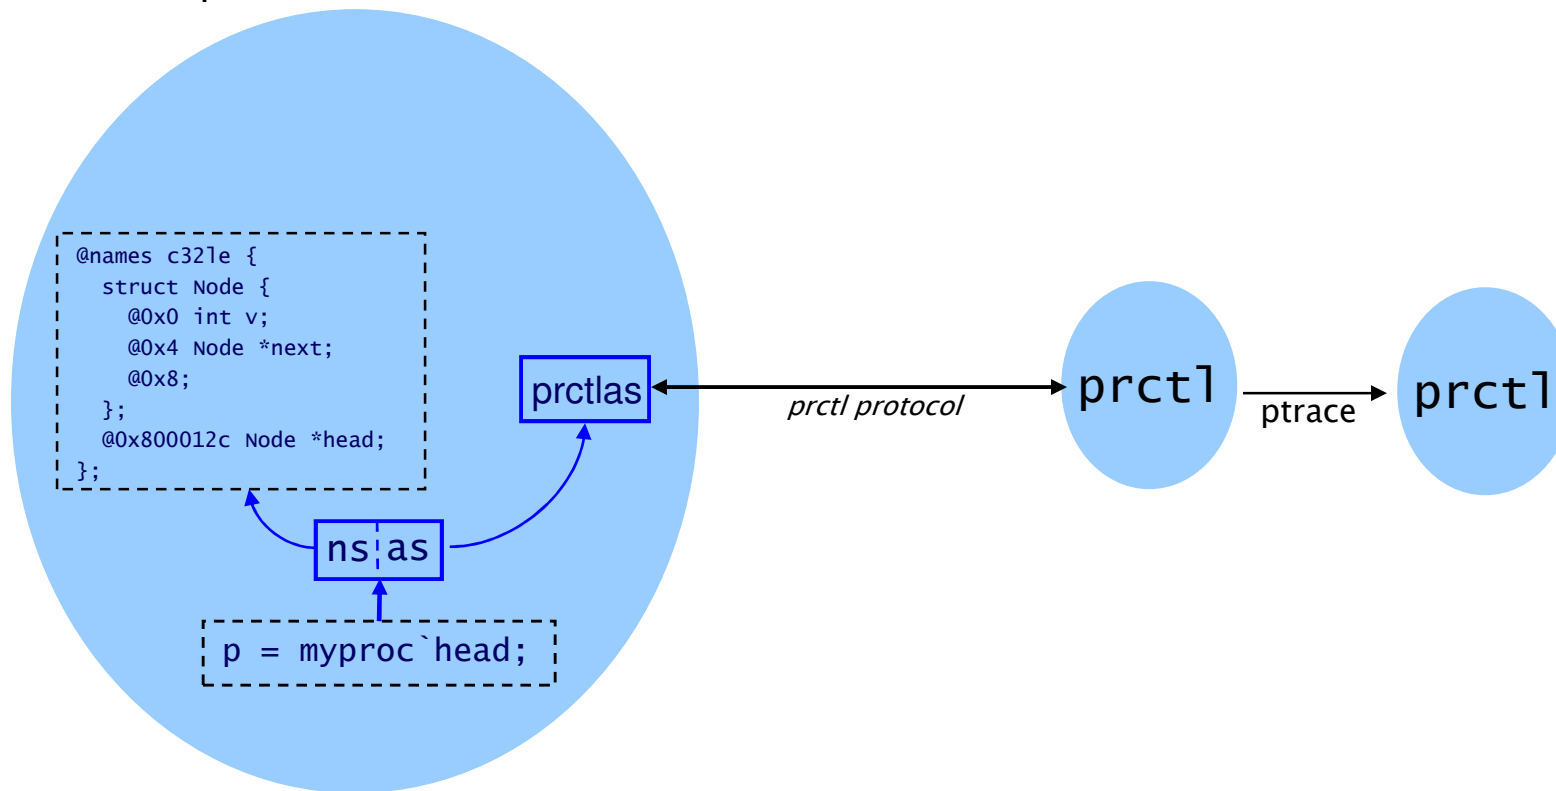 @names c32le {
struct Node {
@0x0 int v;
@0x4 Node *next;
@0x8;
};
@0x800012c Node *head;
};
prctlas
prctl protocol
prctl
ptrace
prctl
ns as
p = myproc`head;